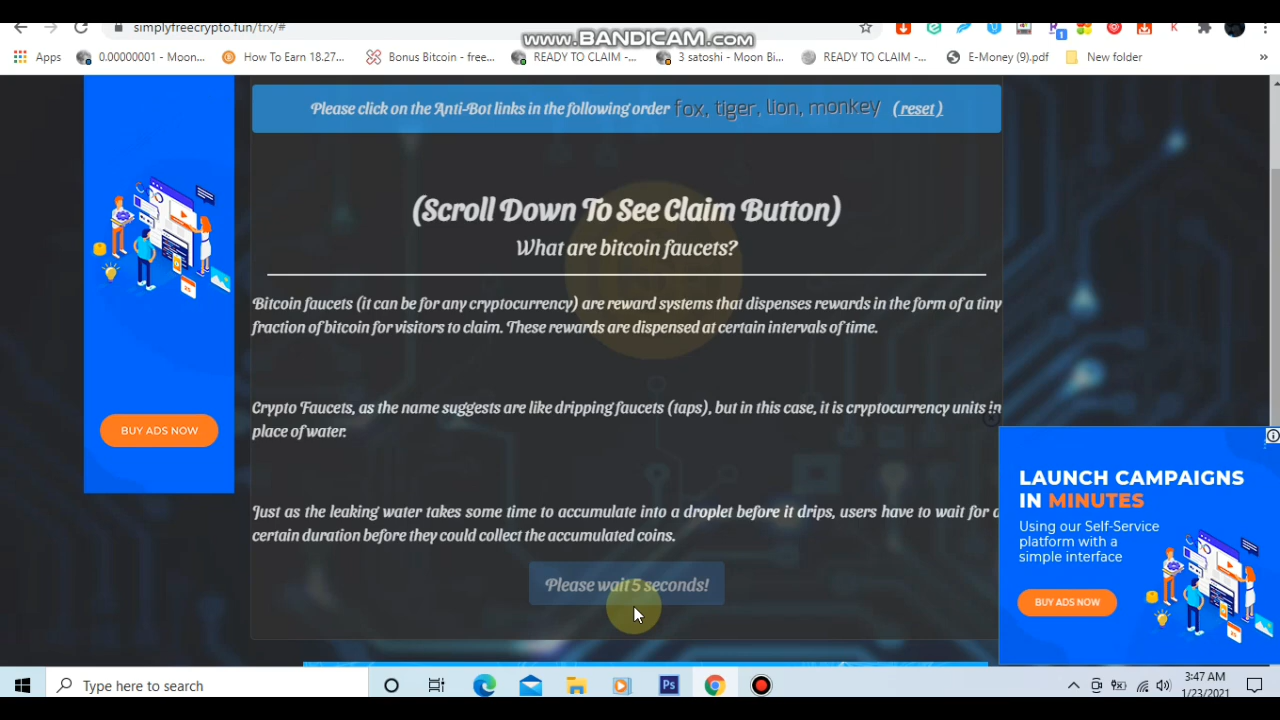 simplyfreecrypto.fun/trx/#
www.BANDICAM.com
Apps
0.00000001 - Moon...
How To Earn 18.27...
Bonus Bitcoin - free...
READY TO CLAIM -...
3 satoshi - Moon Bi...
READY TO CLAIM -...
E-Money (9).pdf
New folder
»
Please click on the Anti-Bot links in the following order fox, tiger, lion, monkey ( reset )
(Scroll Down To See Claim Button)
What are bitcoin faucets?
Bitcoin faucets (it can be for any cryptocurrency) are reward systems that dispenses rewards in the form of a tiny
fraction of bitcoin for visitors to claim. These rewards are dispensed at certain intervals of time.
Crypto Faucets, as the name suggests are like dripping faucets (taps), but in this case, it is cryptocurrency units in
place of water.
Just as the leaking water takes some time to accumulate into a droplet before it drips, users have to wait for a
certain duration before they could collect the accumulated coins.
Please wait 5 seconds!
BUY ADS NOW
LAUNCH CAMPAIGNS
IN MINUTES
Using our Self-Service
platform with a
simple interface
BUY ADS NOW
Type here to search
Ps
3:47 AM
1/23/2021